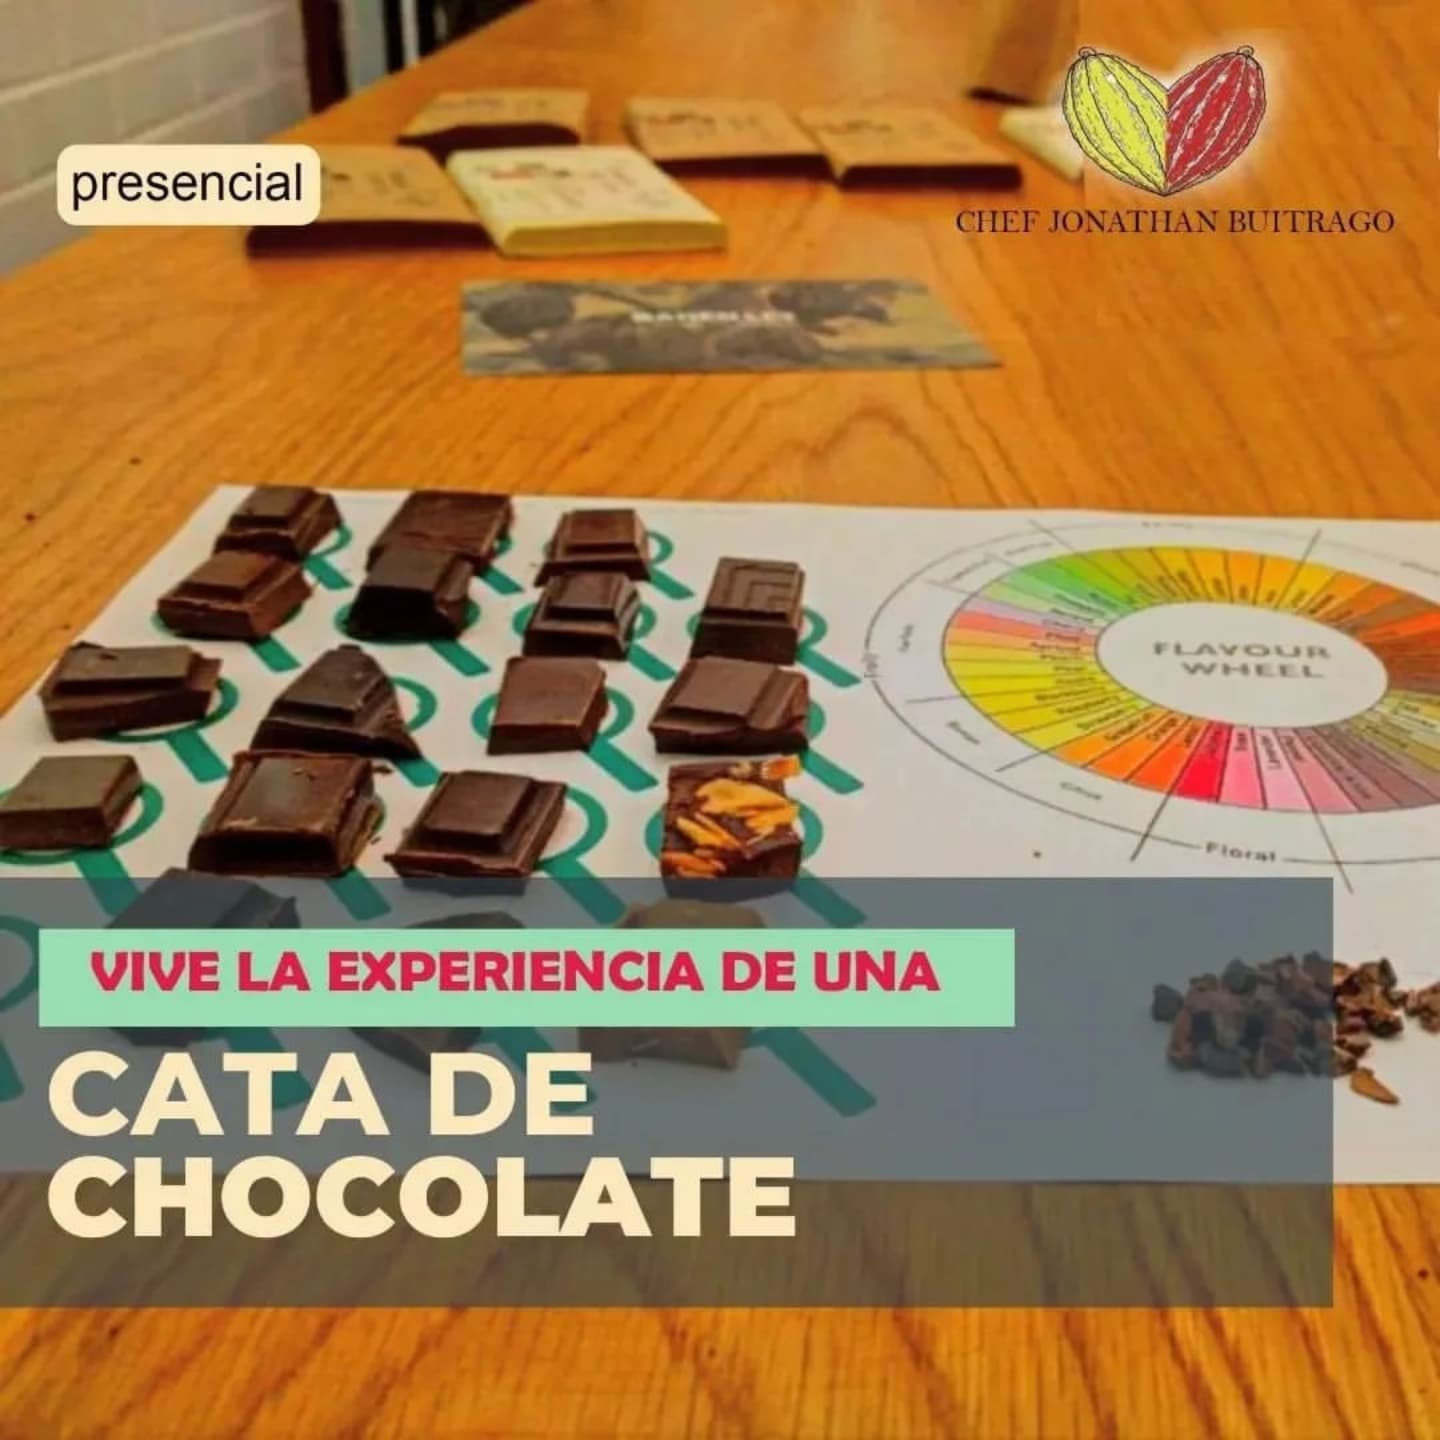 presencial
CHEF JONATHAN BUITRAGO
FLAVOUR
WHEEL
Floral
VIVE LA EXPERIENCIA DE UNA
CATA DE
CHOCOLATE